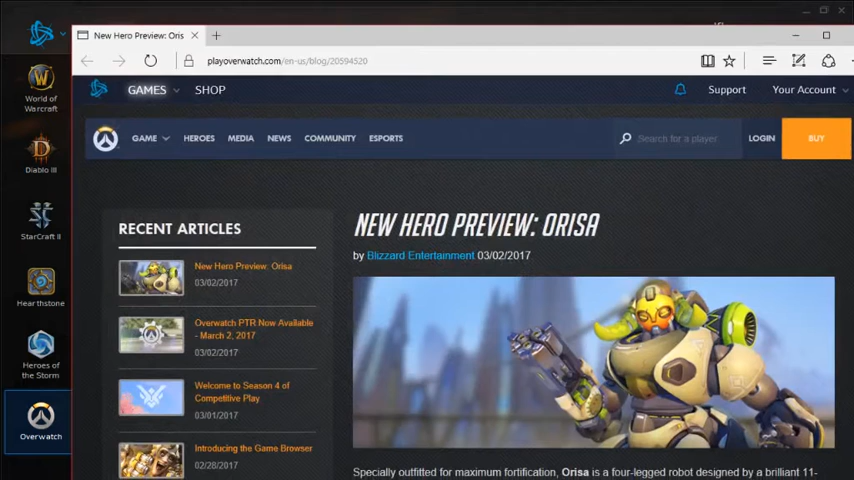 New Hero Preview: Oris
playoverwatch.com/en-us/blog/20594520
GAMES
SHOP
Support
Your Account
GAME
HEROES
MEDIA
NEWS
COMMUNITY
ESPORTS
Search for a player
LOGIN
BUY
World of
Warcraft
Diablo III
StarCraft II
Hearthstone
Heroes of
the Storm
Overwatch
RECENT ARTICLES
New Hero Preview: Orisa
03/02/2017
Overwatch PTR Now Available
- March 2, 2017
03/02/2017
Welcome to Season 4 of
Competitive Play
03/01/2017
Introducing the Game Browser
02/28/2017
NEW HERO PREVIEW: ORISA
by Blizzard Entertainment 03/02/2017
Specially outfitted for maximum fortification, Orisa is a four-legged robot designed by a brilliant 11-